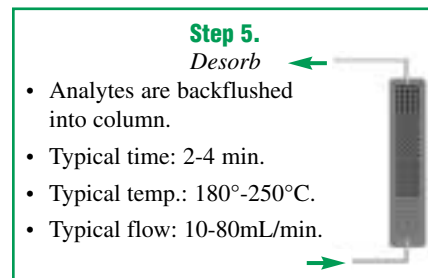 Step 5.
Desorb
• Analytes are backflushed
into column.
• Typical time: 2-4 min.
• Typical temp.: 180°-250°C.
• Typical flow: 10-80mL/min.